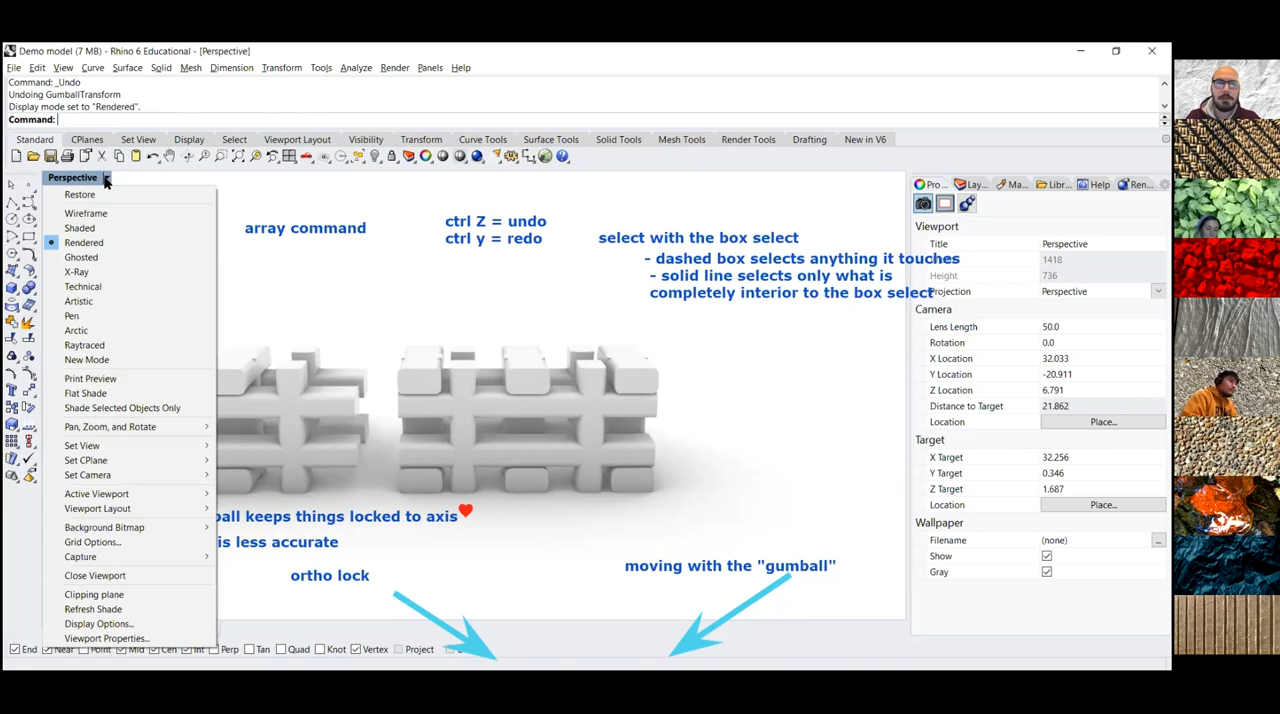 Demo model (7 MB) - Rhino 6 Educational - [Perspective]
File Edit View Curve Surface Solid Mesh Dimension Transform Tools Analyze Render Panels Help
Command: _Undo
Undoing GumballTransform
Display mode set to "Rendered".
Command:
Standard CPlanes Set View Display Select Viewport Layout Visibility Transform Curve Tools Surface Tools Solid Tools Mesh Tools Render Tools Drafting New in V6
Perspective
Restore
Wireframe
Shaded
Rendered
Ghosted
X-Ray
Technical
Artistic
Pen
Arctic
Raytraced
New Mode
Print Preview
Flat Shade
Shade Selected Objects Only
Pan, Zoom, and Rotate
Set View
Set CPlane
Set Camera
Active Viewport
Viewport Layout
Background Bitmap
Grid Options...
Capture
Close Viewport
Clipping plane
Refresh Shade
Display Options...
Viewport Properties...
array command
ctrl Z = undo
ctrl y = redo
select with the box select
- dashed box selects anything it touches
- solid line selects only what is
completely interior to the box select
ball keeps things locked to axis
is less accurate
ortho lock
moving with the "gumball"
Pro... Lay... Ma... Libr... Help Ren...
Viewport
Title Perspective
Width 1418
Height 736
Projection Perspective
Camera
Lens Length 50.0
Rotation 0.0
X Location 32.033
Y Location -20.911
Z Location 6.791
Distance to Target 21.862
Location Place...
Target
X Target 32.256
Y Target 0.346
Z Target 1.687
Location Place...
Wallpaper
Filename (none) ...
Show
Gray
End Near Point Mid Cen Int Perp Tan Quad Knot Vertex Project